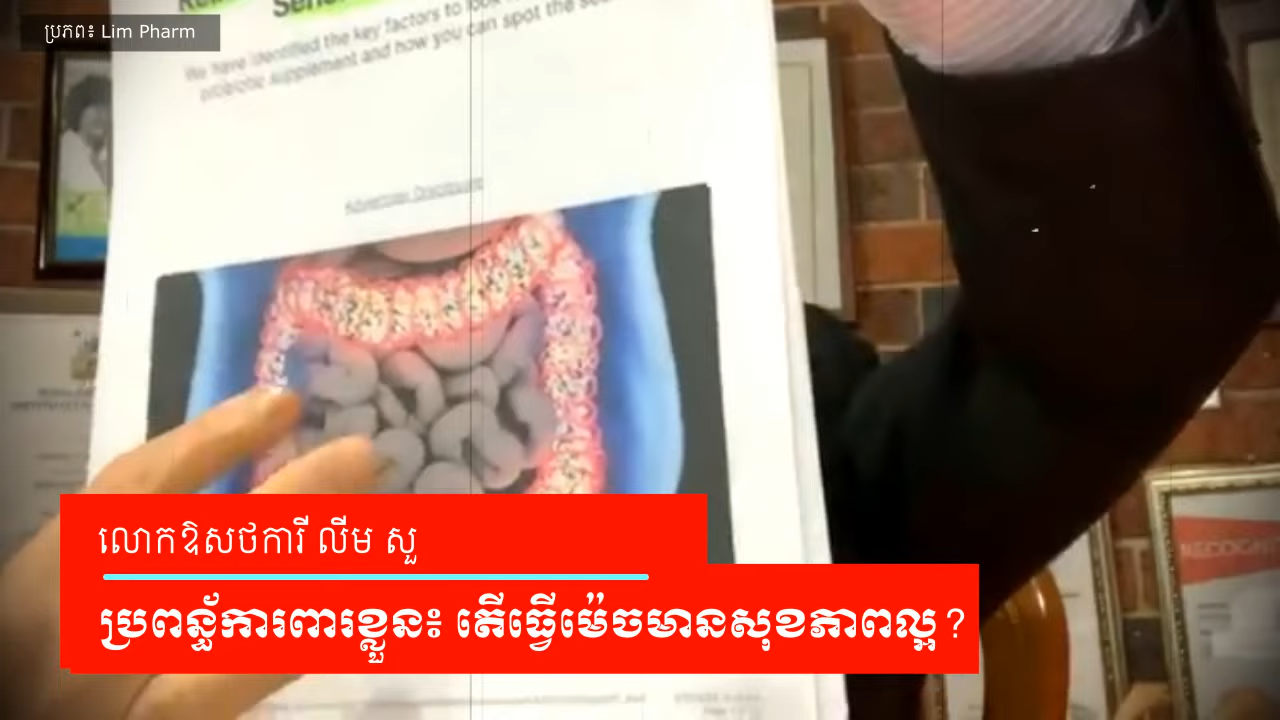 ប្រភព៖ Lim Pharm
We have identified the key factors to look
probiotic supplement and how you can spot the
Advertiser Disclosure
RECOGN
លោកឱសថការី លីម សួ
ប្រពន្ធ័ការពារខ្លួន៖ តើធ្វើម៉េចមានសុខភាពល្អ?